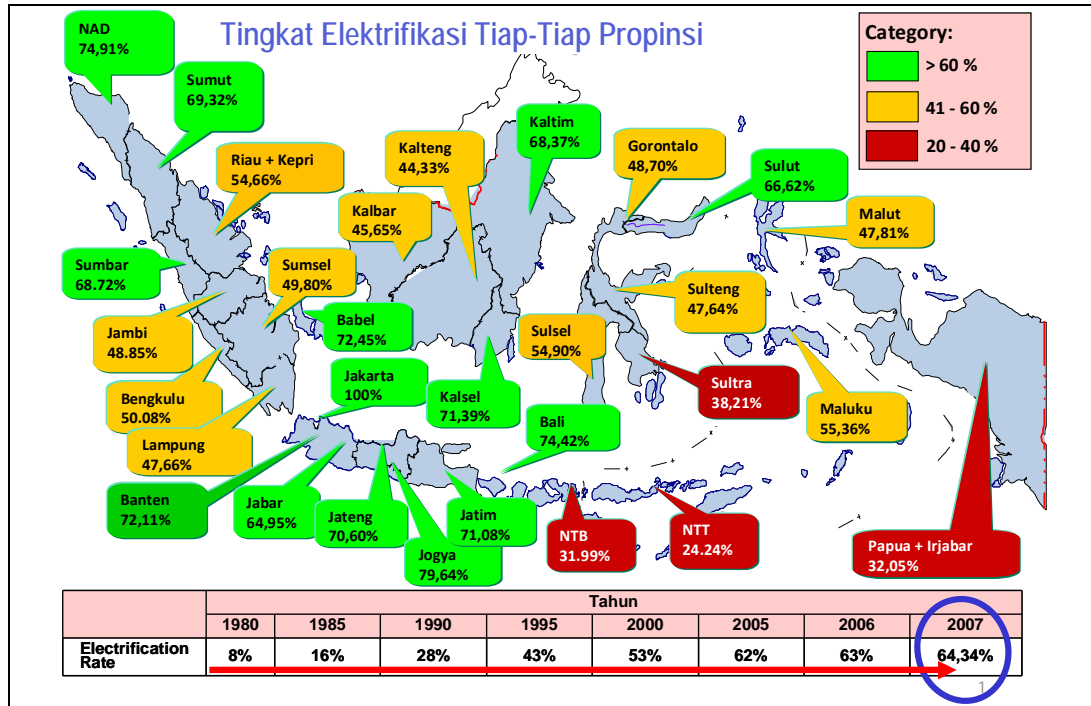 Tingkat Elektrifikasi Tiap-Tiap Propinsi
Category:
> 60 %
41 - 60 %
20 - 40 %
NAD
74,91%
Sumut
69,32%
Riau + Kepri
54,66%
Kalteng
44,33%
Kaltim
68,37%
Gorontalo
48,70%
Sulut
66,62%
Kalbar
45,65%
Malut
47,81%
Sumbar
68.72%
Sumsel
49,80%
Babel
72,45%
Sulteng
47,64%
Jambi
48.85%
Sulsel
54,90%
Jakarta
100%
Kalsel
71,39%
Sultra
38,21%
Bengkulu
50.08%
Maluku
55,36%
Lampung
47,66%
Bali
74,42%
Banten
72,11%
Jabar
64,95%
Jateng
70,60%
Jogya
79,64%
Jatim
71,08%
NTB
31.99%
NTT
24.24%
Papua + Irjabar
32,05%
Tahun
1980 1985 1990 1995 2000 2005 2006 2007
Electrification
Rate
8% 16% 28% 43% 53% 62% 63% 64,34%
1